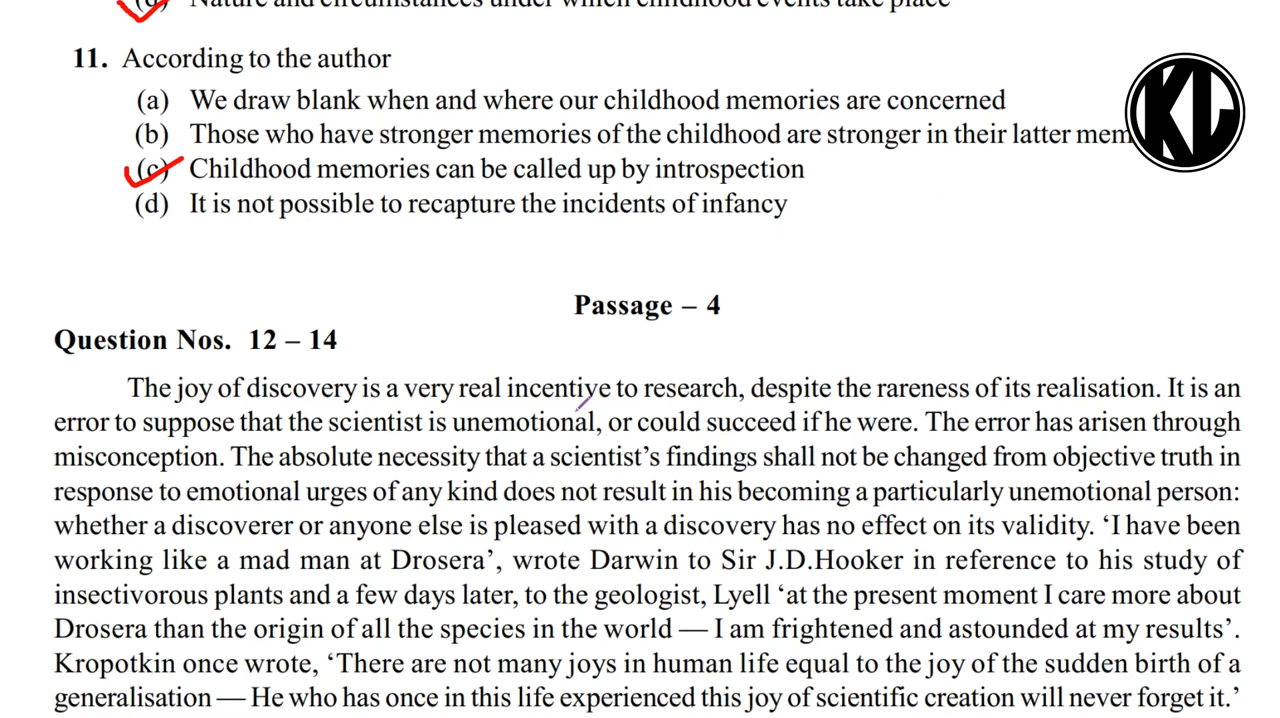 (d) Nature and circumstances under which childhood events take place
11. According to the author
(a) We draw blank when and where our childhood memories are concerned
(b) Those who have stronger memories of the childhood are stronger in their latter mem
(c) Childhood memories can be called up by introspection
(d) It is not possible to recapture the incidents of infancy
KL
Passage – 4
Question Nos. 12 – 14
The joy of discovery is a very real incentive to research, despite the rareness of its realisation. It is an
error to suppose that the scientist is unemotional, or could succeed if he were. The error has arisen through
misconception. The absolute necessity that a scientist’s findings shall not be changed from objective truth in
response to emotional urges of any kind does not result in his becoming a particularly unemotional person:
whether a discoverer or anyone else is pleased with a discovery has no effect on its validity. ‘I have been
working like a mad man at Drosera’, wrote Darwin to Sir J.D.Hooker in reference to his study of
insectivorous plants and a few days later, to the geologist, Lyell ‘at the present moment I care more about
Drosera than the origin of all the species in the world — I am frightened and astounded at my results’.
Kropotkin once wrote, ‘There are not many joys in human life equal to the joy of the sudden birth of a
generalisation — He who has once in this life experienced this joy of scientific creation will never forget it.’